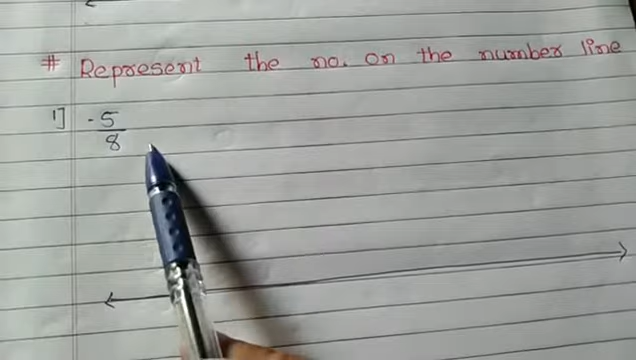 # Represent the no. on the number line
1] -5
8